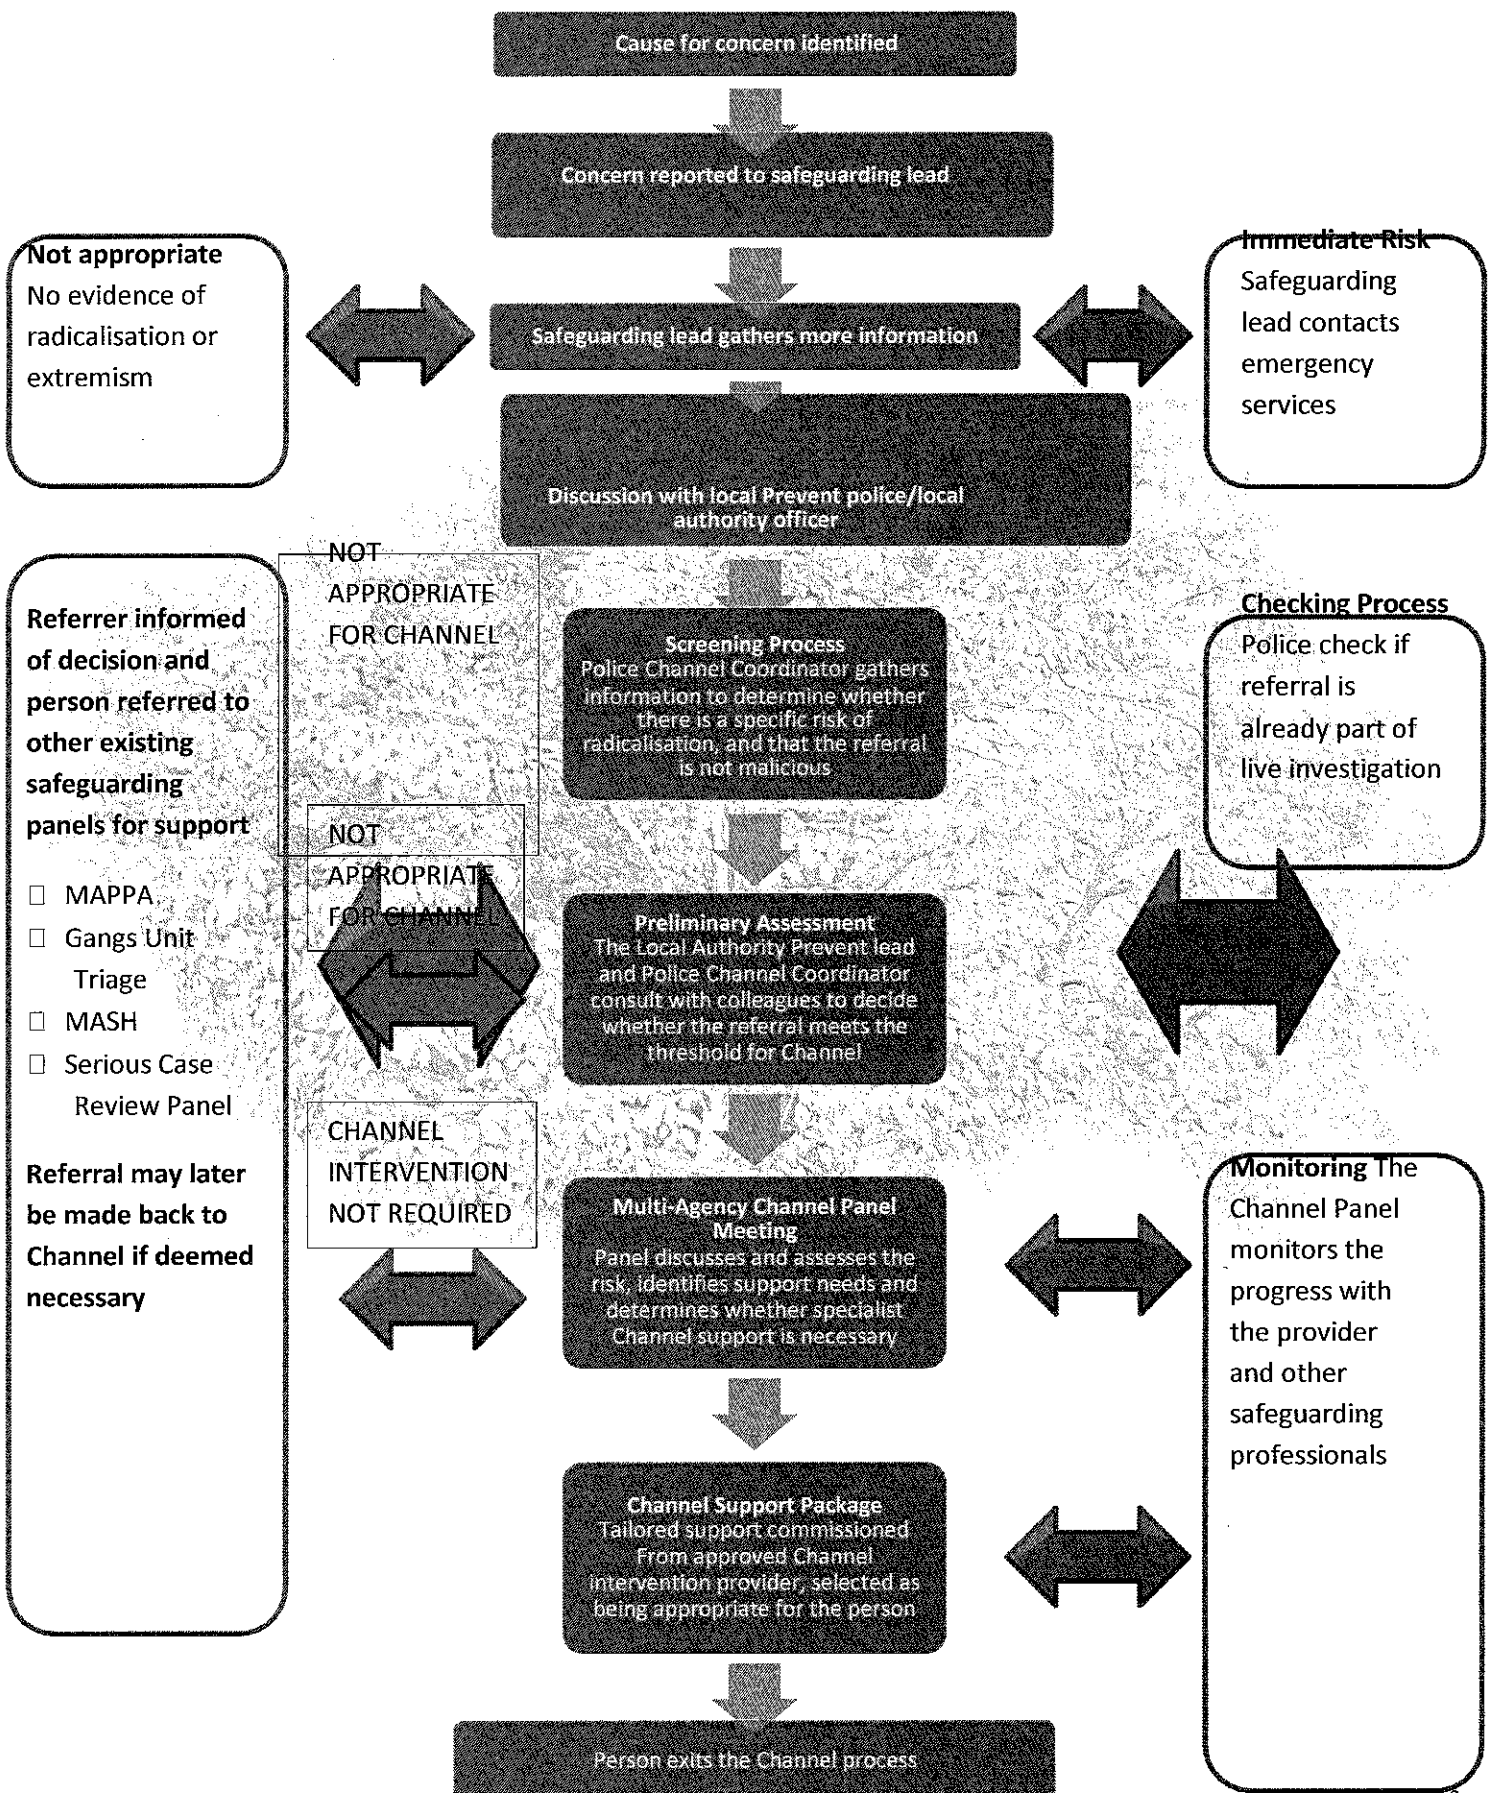 Cause for concern identified
Concern reported to safeguarding lead
Not appropriate
No evidence of
radicalisation or
extremism
Safeguarding lead gathers more information
Immediate Risk
Safeguarding
lead contacts
emergency
services
Discussion with local Prevent police/local
authority officer
Referrer informed
of decision and
person referred to
other existing
safeguarding
panels for support
☐ MAPPA
☐ Gangs Unit
Triage
☐ MASH
☐ Serious Case
Review Panel
Referral may later
be made back to
Channel if deemed
necessary
NOT
APPROPRIATE
FOR CHANNEL
Screening Process
Police Channel Coordinator gathers
information to determine whether
there is a specific risk of
radicalisation, and that the referral
is not malicious
Checking Process
Police check if
referral is
already part of
live investigation
NOT
APPROPRIATE
FOR CHANNEL
Preliminary Assessment
The Local Authority Prevent lead
and Police Channel Coordinator
consult with colleagues to decide
whether the referral meets the
threshold for Channel
CHANNEL
INTERVENTION
NOT REQUIRED
Multi-Agency Channel Panel
Meeting
Panel discusses and assesses the
risk, identifies support needs and
determines whether specialist
Channel support is necessary
Monitoring The
Channel Panel
monitors the
progress with
the provider
and other
safeguarding
professionals
Channel Support Package
Tailored support commissioned
From approved Channel
intervention provider, selected as
being appropriate for the person
Person exits the Channel process